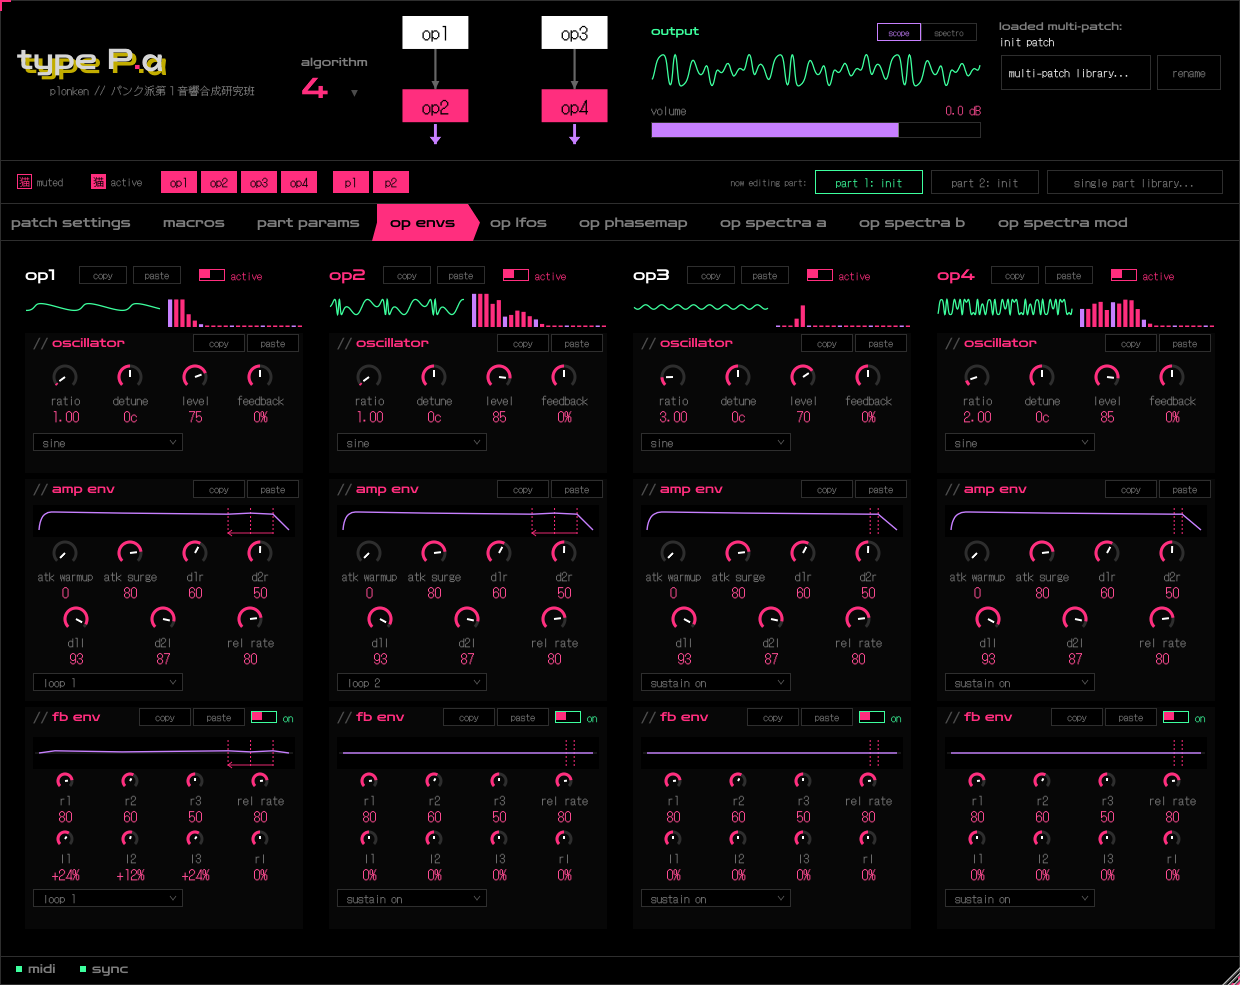 type P.a
plonken // パンク派第1音響合成研究班
algorithm
4
op1
op3
op2
op4
output
scope
spectro
volume
0.0 dB
loaded multi-patch:
init patch
multi-patch library...
rename
猫 muted
猫 active
op1 op2 op3 op4 p1 p2
now editing part:
part 1: init
part 2: init
single part library...
patch settings macros part params op envs op lfos op phasemap op spectra a op spectra b op spectra mod
op1 copy paste active
// oscillator copy paste
ratio detune level feedback
1.00 0c 75 0%
sine
// amp env copy paste
atk warmup atk surge d1r d2r
0 80 60 50
d1l d2l rel rate
93 87 80
loop 1
// fb env copy paste on
r1 r2 r3 rel rate
80 60 50 80
l1 l2 l3 rl
+24% +12% +24% 0%
loop 1
op2 copy paste active
// oscillator copy paste
ratio detune level feedback
1.00 0c 85 0%
sine
// amp env copy paste
atk warmup atk surge d1r d2r
0 80 60 50
d1l d2l rel rate
93 87 80
loop 2
// fb env copy paste on
r1 r2 r3 rel rate
80 60 50 80
l1 l2 l3 rl
0% 0% 0% 0%
sustain on
op3 copy paste active
// oscillator copy paste
ratio detune level feedback
3.00 0c 70 0%
sine
// amp env copy paste
atk warmup atk surge d1r d2r
0 80 60 50
d1l d2l rel rate
93 87 80
sustain on
// fb env copy paste on
r1 r2 r3 rel rate
80 60 50 80
l1 l2 l3 rl
0% 0% 0% 0%
sustain on
op4 copy paste active
// oscillator copy paste
ratio detune level feedback
2.00 0c 85 0%
sine
// amp env copy paste
atk warmup atk surge d1r d2r
0 80 60 50
d1l d2l rel rate
93 87 80
sustain on
// fb env copy paste on
r1 r2 r3 rel rate
80 60 50 80
l1 l2 l3 rl
0% 0% 0% 0%
sustain on
midi sync